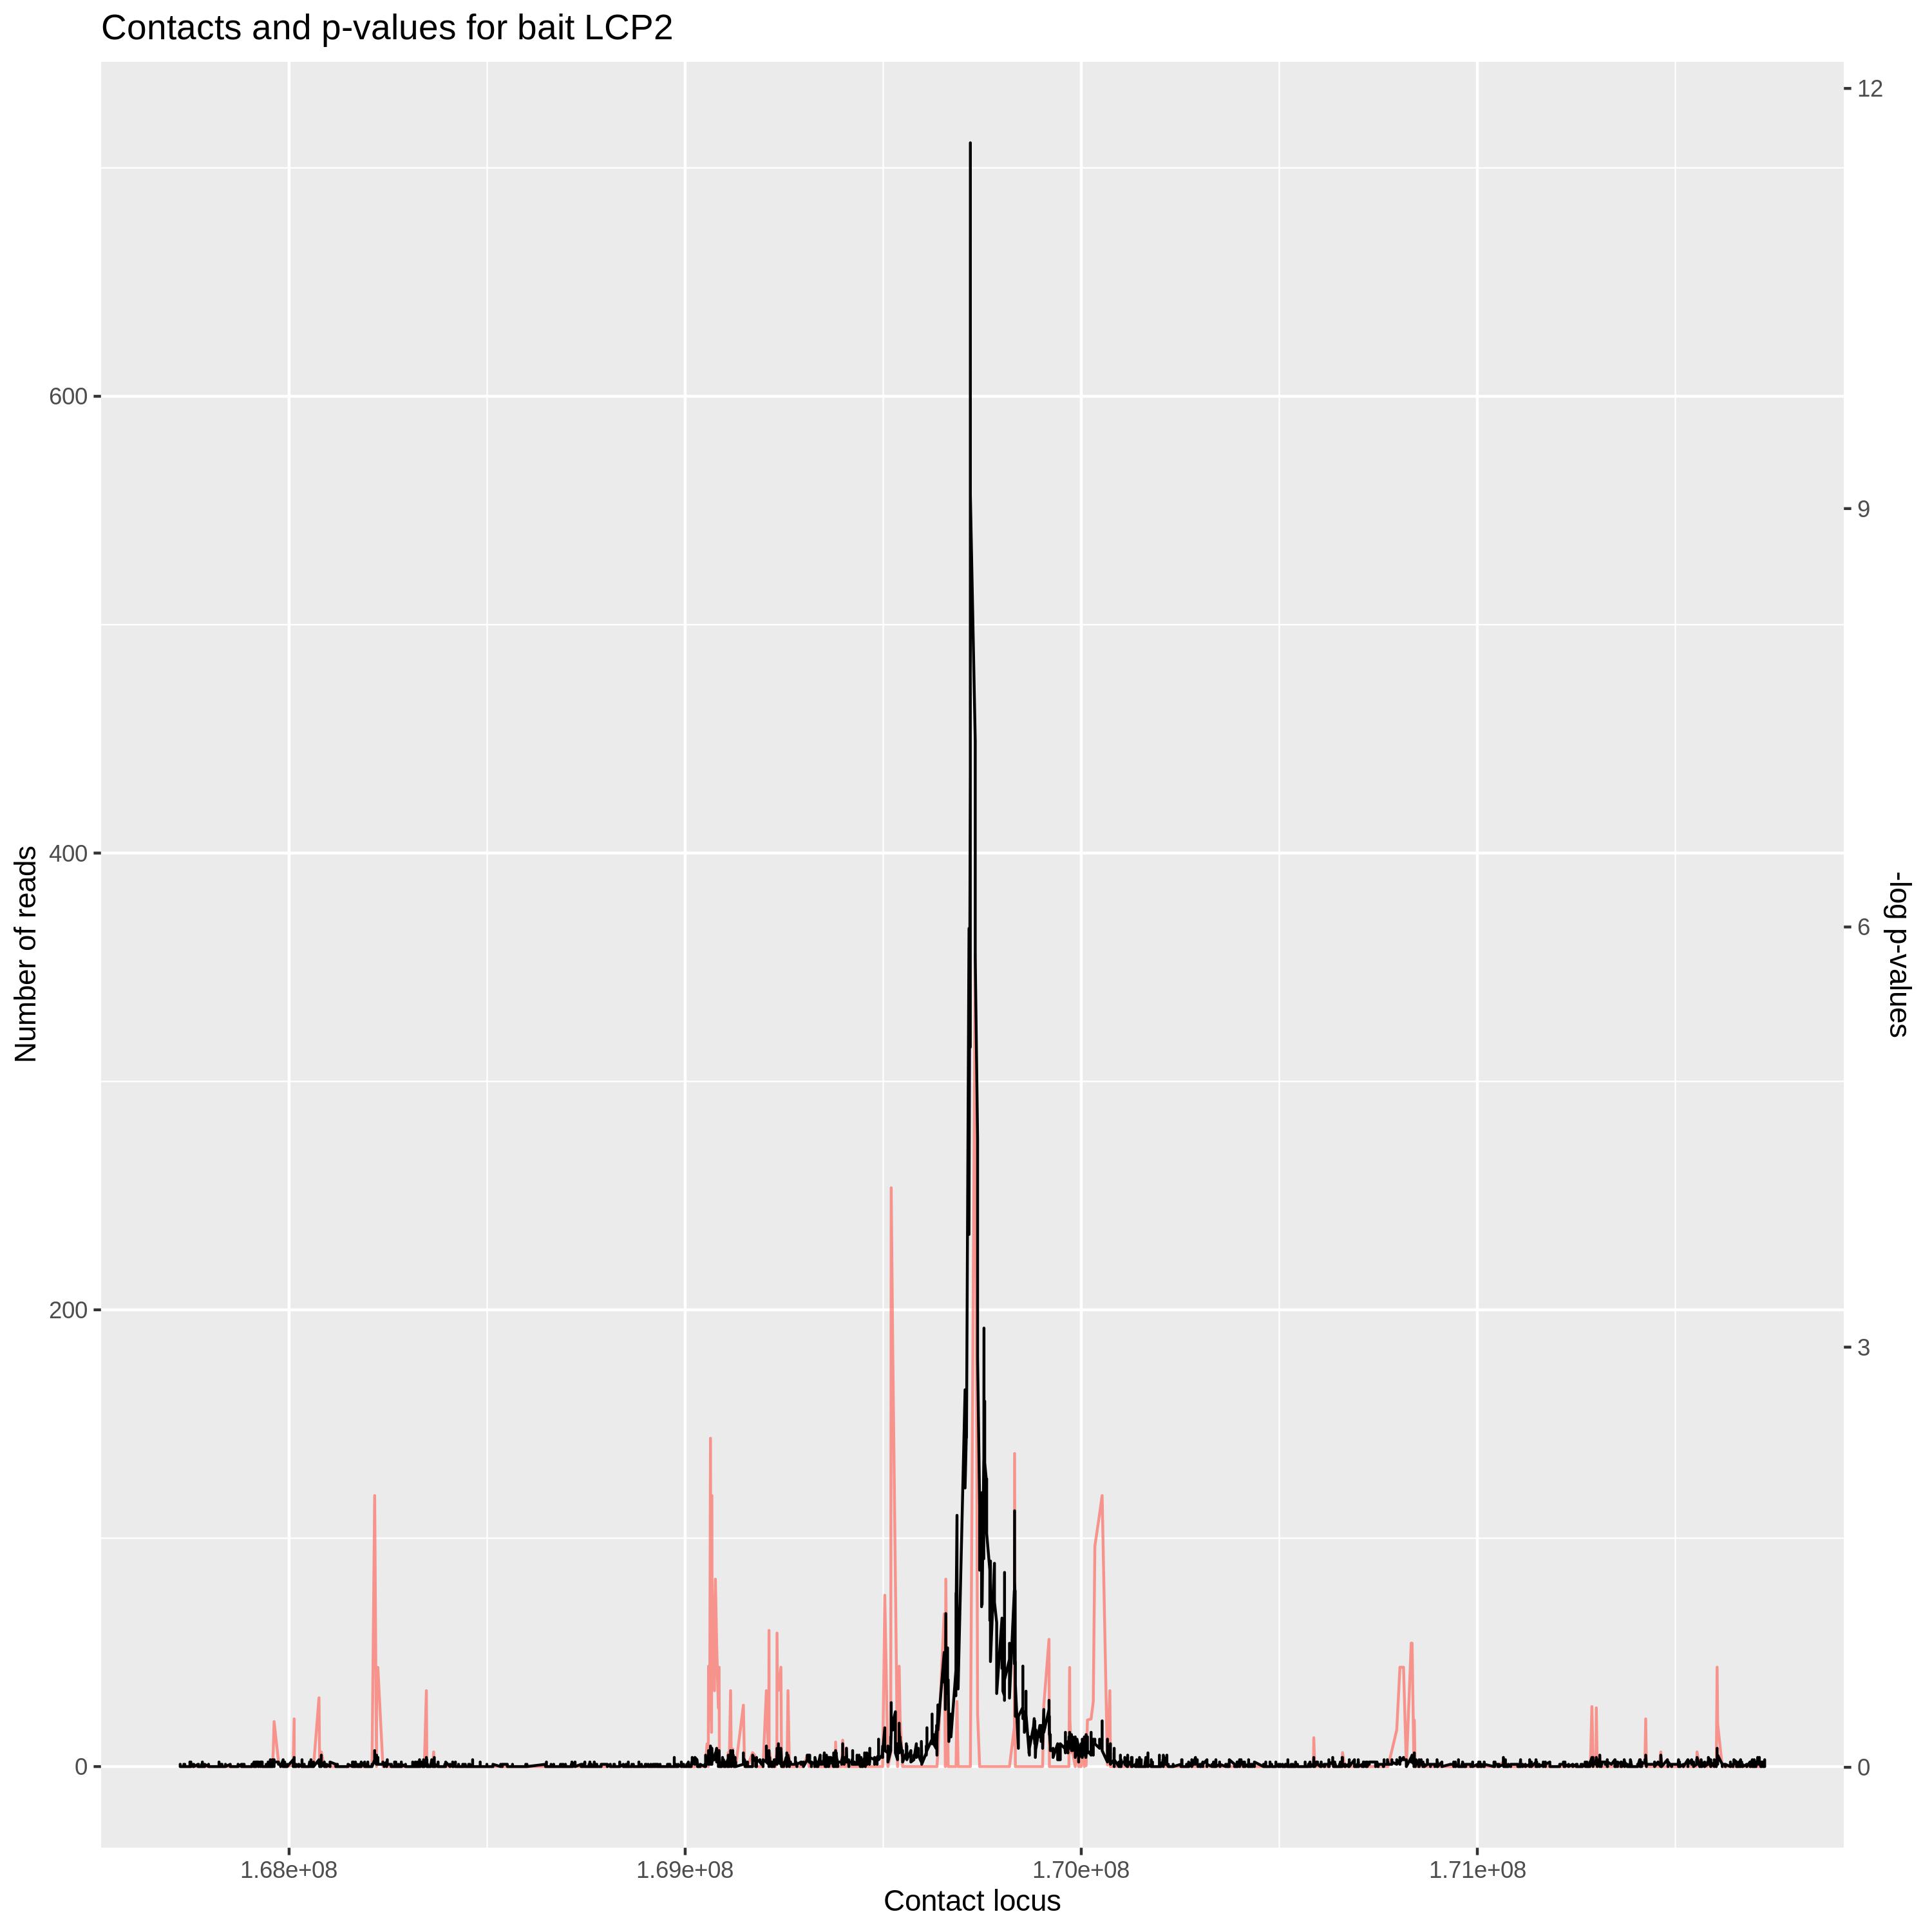 Contacts and p-values for bait LCP2
12
600
9
400
6
Number of reads
-log p-values
200
3
0
0
1.68e+08
1.69e+08
1.70e+08
1.71e+08
Contact locus